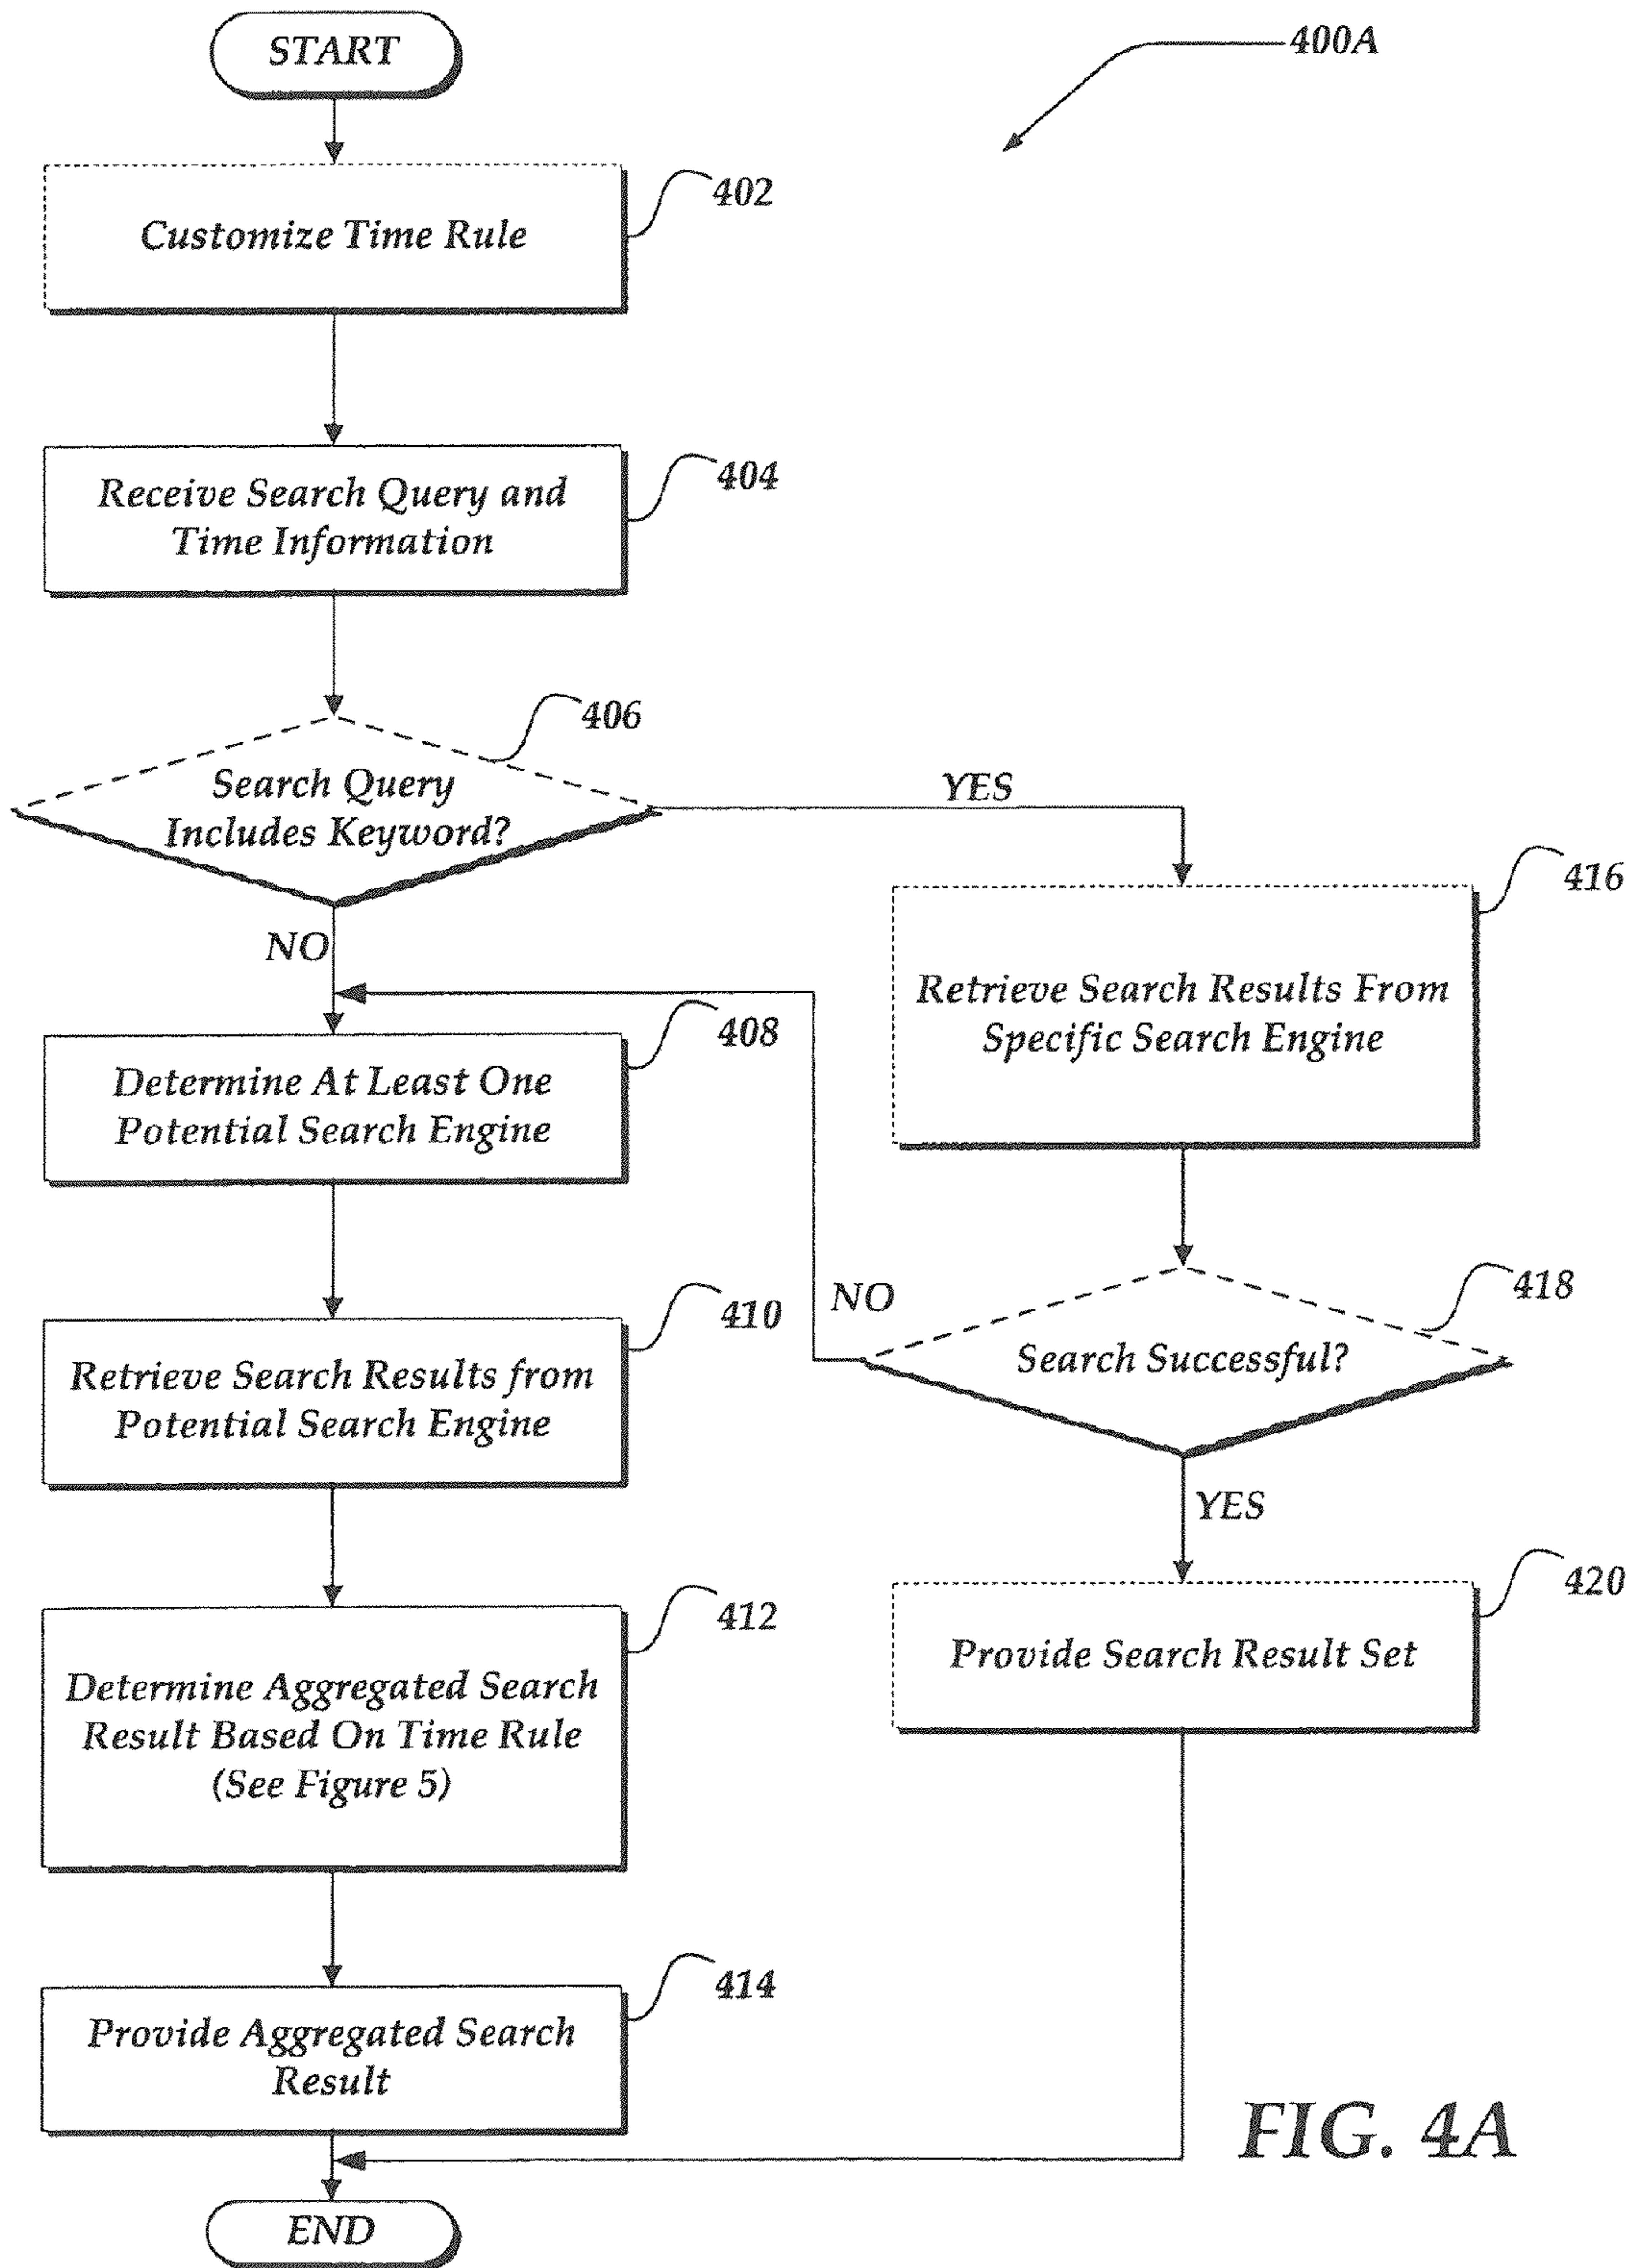 START
400A
402
Customize Time Rule
404
Receive Search Query and
Time Information
406
Search Query
Includes Keyword?
YES
416
NO
Retrieve Search Results From
Specific Search Engine
408
Determine At Least One
Potential Search Engine
418
NO
Search Successful?
410
Retrieve Search Results from
Potential Search Engine
YES
420
Provide Search Result Set
412
Determine Aggregated Search
Result Based On Time Rule
(See Figure 5)
414
Provide Aggregated Search
Result
FIG. 4A
END